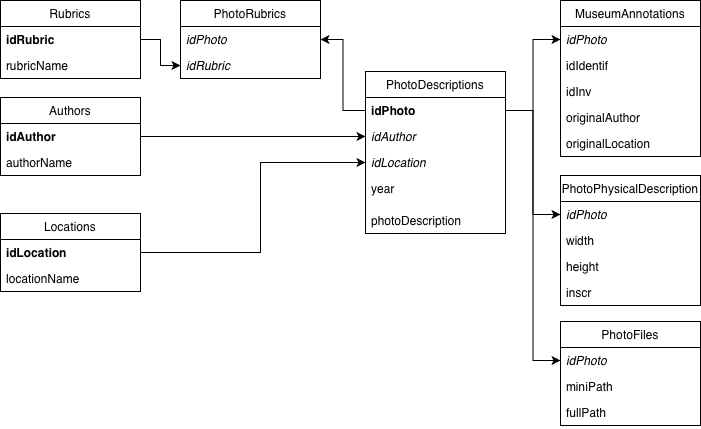 Rubrics
idRubric
rubricName
PhotoRubrics
idPhoto
idRubric
Authors
idAuthor
authorName
Locations
idLocation
locationName
PhotoDescriptions
idPhoto
idAuthor
idLocation
year
photoDescription
MuseumAnnotations
idPhoto
idIdentif
idInv
originalAuthor
originalLocation
PhotoPhysicalDescription
idPhoto
width
height
inscr
PhotoFiles
idPhoto
miniPath
fullPath